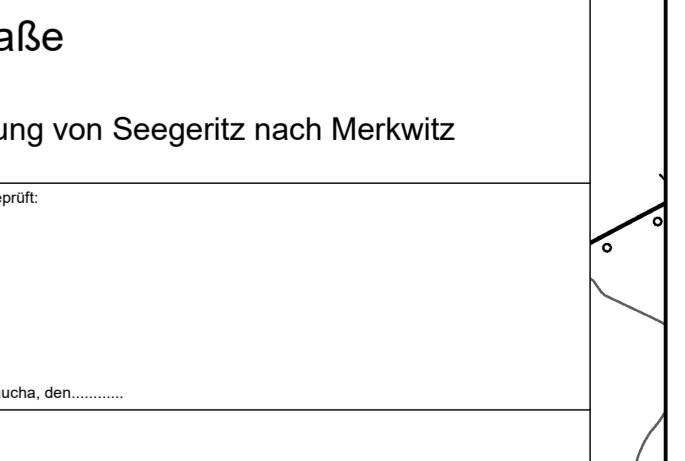 aße
ung von Seegeritz nach Merkwitz
eprüft:
ucha, den............